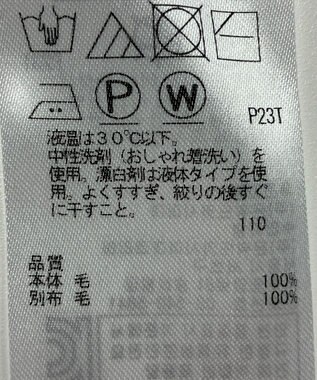 P W P23T
液温は30℃以下。
中性洗剤（おしゃれ着洗い）を
使用。漂白剤は液体タイプを使
用。よくすすぎ、絞りの後すぐ
に干すこと。
110
品質
本体 毛 100%
別布 毛 100%